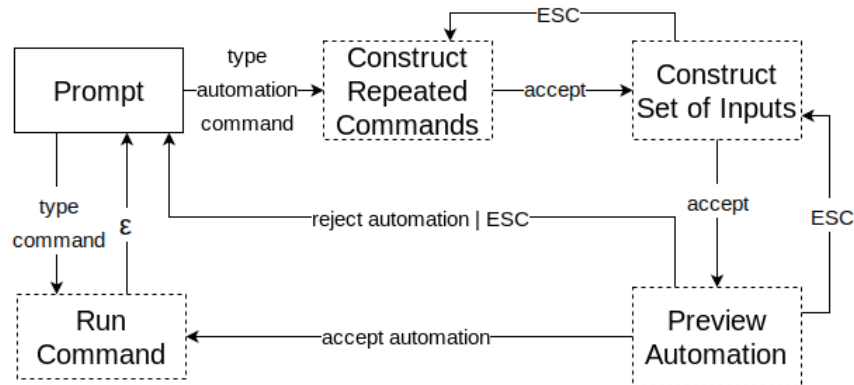 ESC
type
automation
command
Prompt
Construct
Repeated
Commands
accept
Construct
Set of Inputs
type
command
ε
reject automation | ESC
accept
ESC
Run
Command
accept automation
Preview
Automation